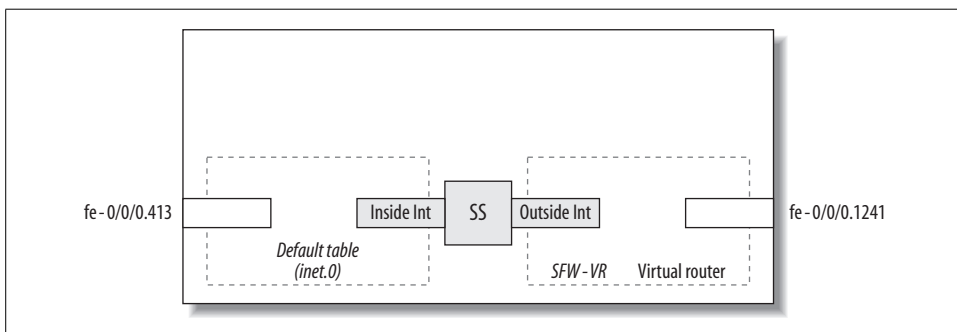 fe-0/0/0.413
Inside Int
SS
Outside Int
fe-0/0/0.1241
Default table
(inet.0)
SFW-VR
Virtual router